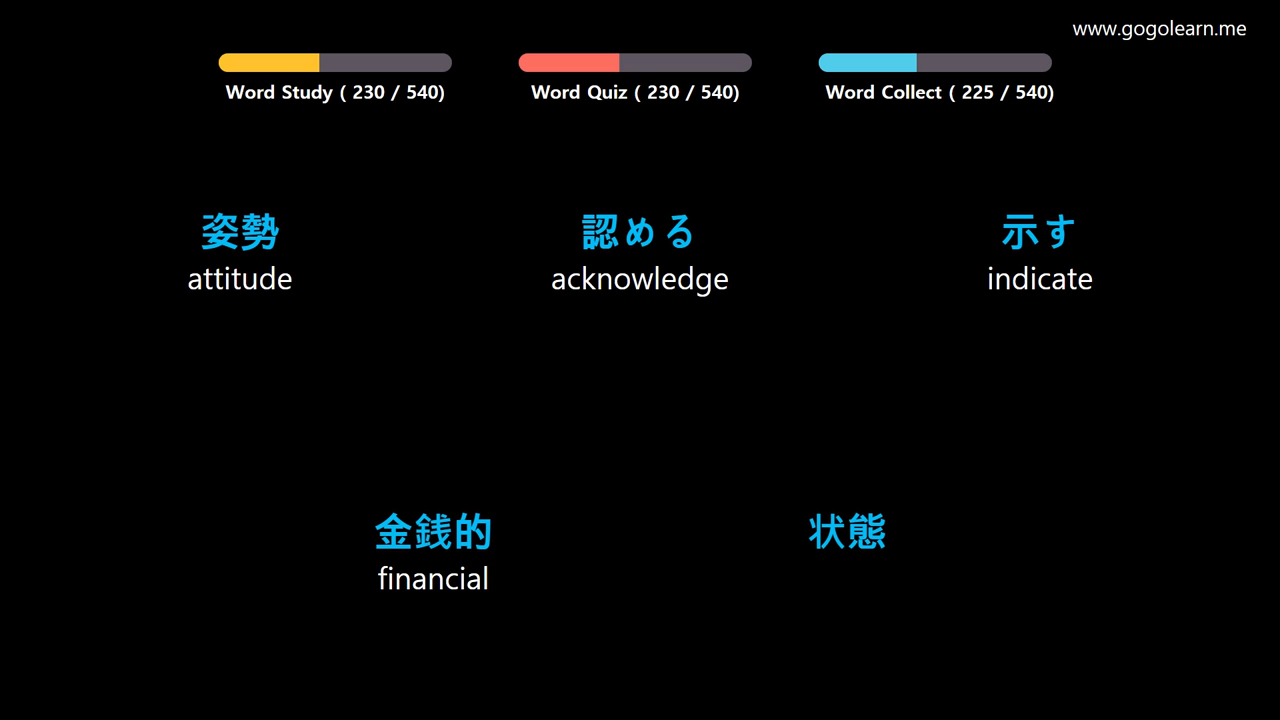 www.gogolearn.me
Word Study ( 230 / 540)
Word Quiz ( 230 / 540)
Word Collect ( 225 / 540)
姿勢
attitude
認める
acknowledge
示す
indicate
金銭的
financial
状態